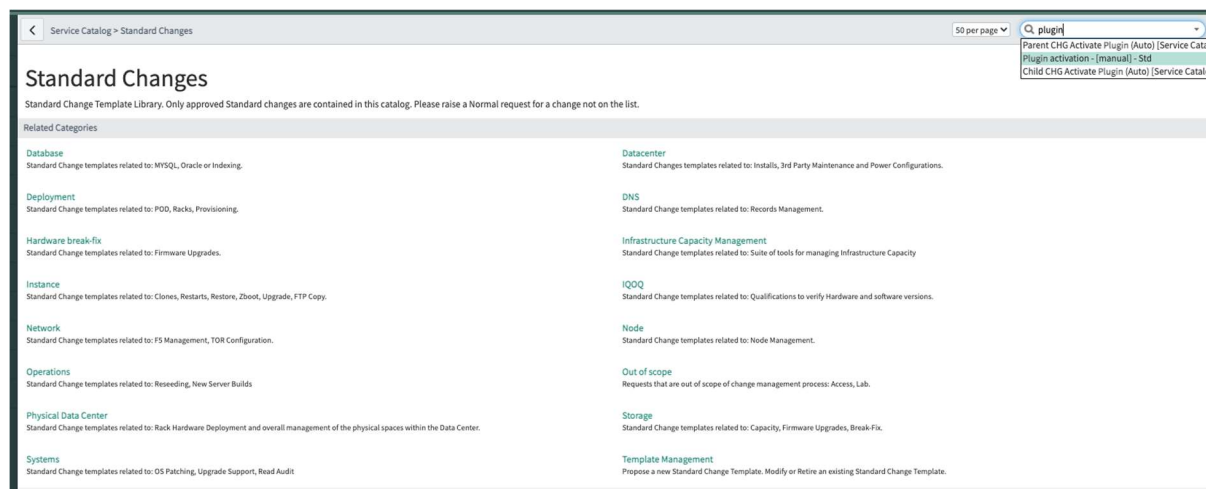 Service Catalog > Standard Changes
50 per page
plugin
Parent CHG Activate Plugin (Auto) [Service Cata
Plugin activation - [manual] - Std
Child CHG Activate Plugin (Auto) [Service Catal
Standard Changes
Standard Change Template Library. Only approved Standard changes are contained in this catalog. Please raise a Normal request for a change not on the list.
Related Categories
Database
Standard Change templates related to: MYSQL, Oracle or Indexing.
Datacenter
Standard Changes templates related to: Installs, 3rd Party Maintenance and Power Configurations.
Deployment
Standard Change templates related to: POD, Racks, Provisioning.
DNS
Standard Change templates related to: Records Management.
Hardware break-fix
Standard Change templates related to: Firmware Upgrades.
Infrastructure Capacity Management
Standard Change templates related to: Suite of tools for managing Infrastructure Capacity
Instance
Standard Change templates related to: Clones, Restarts, Restore, Zboot, Upgrade, FTP Copy.
IQOQ
Standard Change templates related to: Qualifications to verify Hardware and software versions.
Network
Standard Change templates related to: F5 Management, TOR Configuration.
Node
Standard Change templates related to: Node Management.
Operations
Standard Change templates related to: Reseeding, New Server Builds
Out of scope
Requests that are out of scope of change management process: Access, Lab.
Physical Data Center
Standard Change templates related to: Rack Hardware Deployment and overall management of the physical spaces within the Data Center.
Storage
Standard Change templates related to: Capacity, Firmware Upgrades, Break-Fix.
Systems
Standard Change templates related to: OS Patching, Upgrade Support, Read Audit
Template Management
Propose a new Standard Change Template. Modify or Retire an existing Standard Change Template.